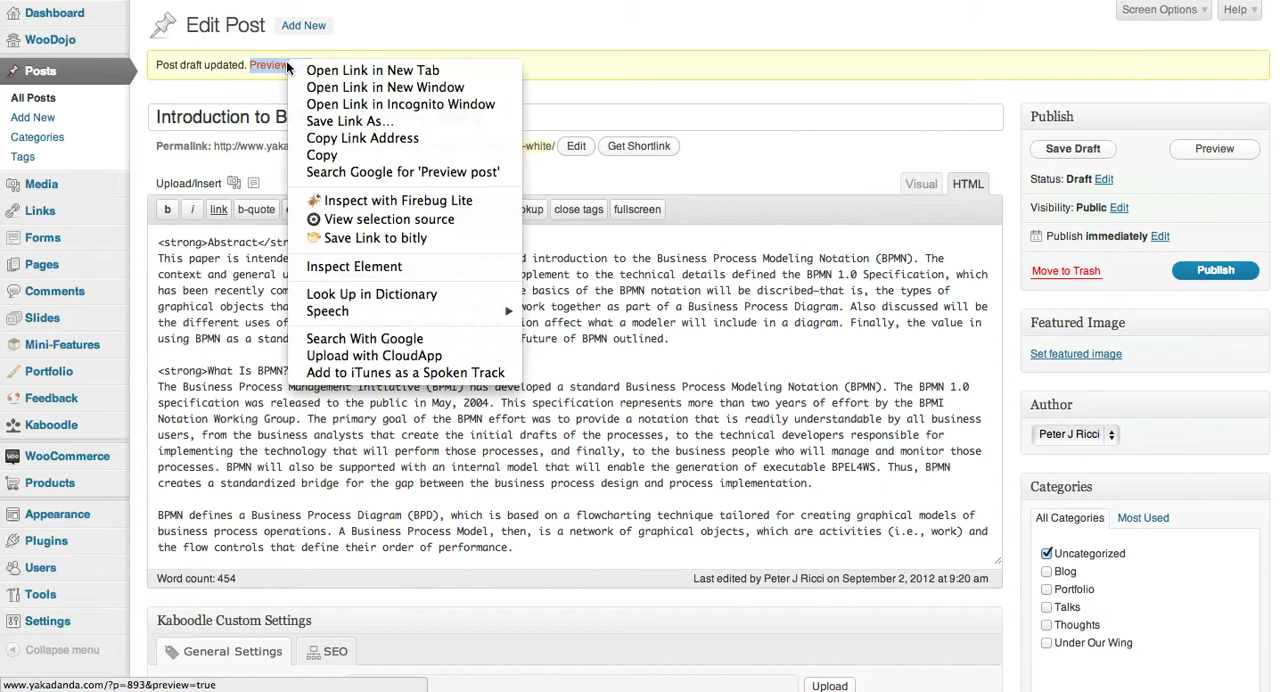 Dashboard
WooDojo
Posts
All Posts
Add New
Categories
Tags
Media
Links
Forms
Pages
Comments
Slides
Mini-Features
Portfolio
Feedback
Kaboodle
WooCommerce
Products
Appearance
Plugins
Users
Tools
Settings
Collapse menu
www.yakadanda.com/?p=893&preview=true
Screen Options
Help
Edit Post
Add New
Post draft updated. Preview
Introduction to B
Permalink: http://www.yaka
-white/
Edit
Get Shortlink
Upload/Insert
Visual
HTML
b
i
link
b-quote
close tags
fullscreen
<strong>Abstract</str
This paper is intende
d introduction to the Business Process Modeling Notation (BPMN). The
context and general u
plement to the technical details defined the BPMN 1.0 Specification, which
has been recently com
e basics of the BPMN notation will be discribed—that is, the types of
graphical objects tha
work together as part of a Business Process Diagram. Also discussed will be
the different uses of
ion affect what a modeler will include in a diagram. Finally, the value in
using BPMN as a stand
future of BPMN outlined.
<strong>What Is BPMN?
The Business Process Management Initiative (BPMI) has developed a standard Business Process Modeling Notation (BPMN). The BPMN 1.0
specification was released to the public in May, 2004. This specification represents more than two years of effort by the BPMI
Notation Working Group. The primary goal of the BPMN effort was to provide a notation that is readily understandable by all business
users, from the business analysts that create the initial drafts of the processes, to the technical developers responsible for
implementing the technology that will perform those processes, and finally, to the business people who will manage and monitor those
processes. BPMN will also be supported with an internal model that will enable the generation of executable BPEL4WS. Thus, BPMN
creates a standardized bridge for the gap between the business process design and process implementation.
BPMN defines a Business Process Diagram (BPD), which is based on a flowcharting technique tailored for creating graphical models of
business process operations. A Business Process Model, then, is a network of graphical objects, which are activities (i.e., work) and
the flow controls that define their order of performance.
Word count: 454
Last edited by Peter J Ricci on September 2, 2012 at 9:20 am
Kaboodle Custom Settings
General Settings
SEO
Upload
Open Link in New Tab
Open Link in New Window
Open Link in Incognito Window
Save Link As...
Copy Link Address
Copy
Search Google for 'Preview post'
Inspect with Firebug Lite
View selection source
Save Link to bitly
Inspect Element
Look Up in Dictionary
Speech
Search With Google
Upload with CloudApp
Add to iTunes as a Spoken Track
Publish
Save Draft
Preview
Status: Draft Edit
Visibility: Public Edit
Publish immediately Edit
Move to Trash
Publish
Featured Image
Set featured image
Author
Peter J Ricci
Categories
All Categories
Most Used
Uncategorized
Blog
Portfolio
Talks
Thoughts
Under Our Wing